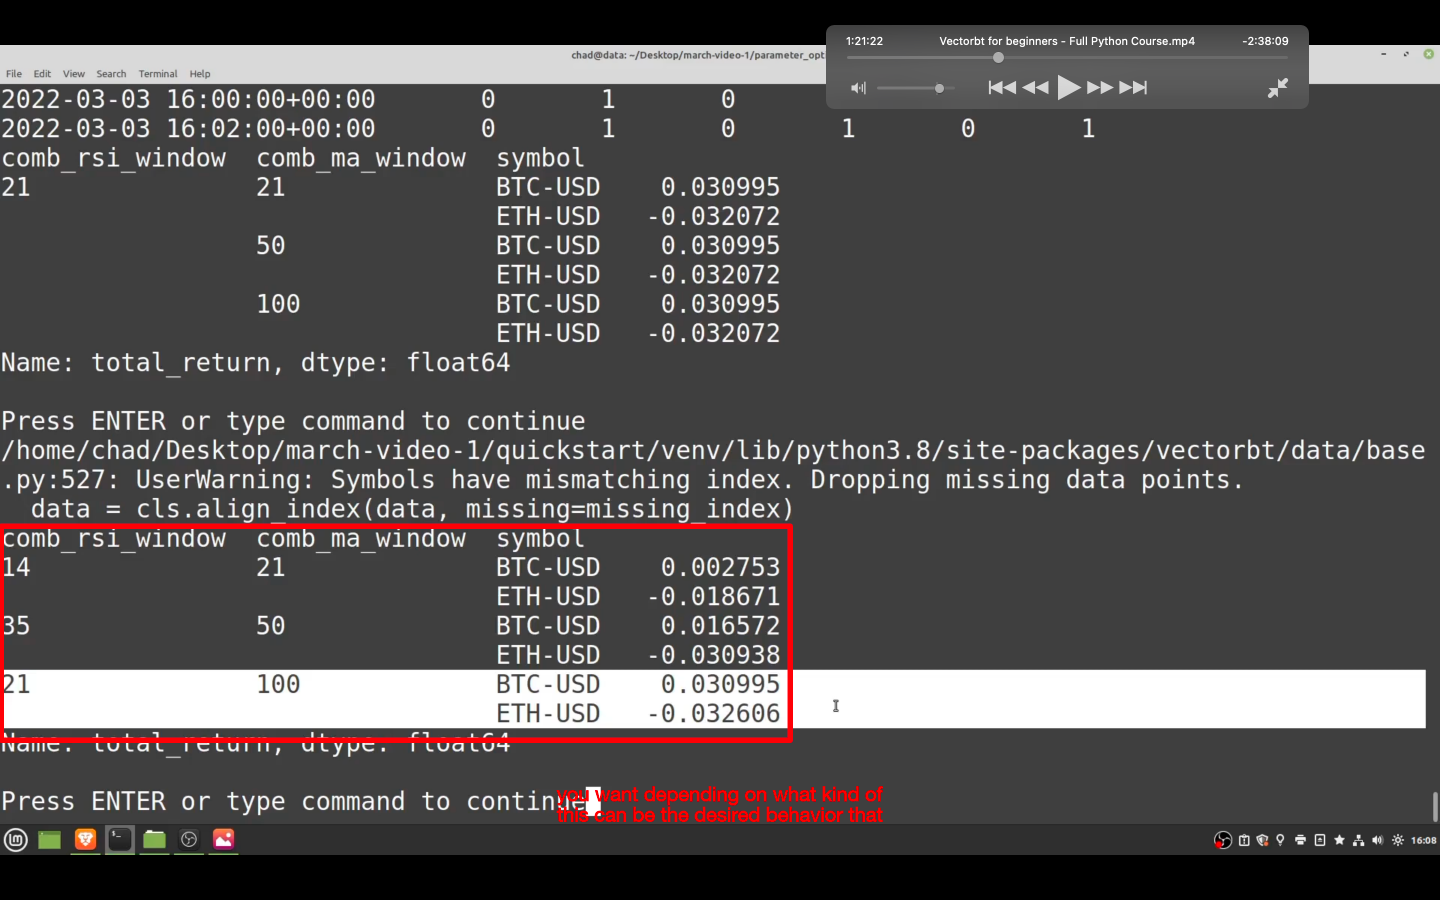 1:21:22 Vectorbt for beginners - Full Python Course.mp4 -2:38:09
chad@data: ~/Desktop/march-video-1/parameter_opt
File Edit View Search Terminal Help
2022-03-03 16:00:00+00:00 0 1 0
2022-03-03 16:02:00+00:00 0 1 0 1 0 1
comb_rsi_window comb_ma_window symbol
21 21 BTC-USD 0.030995
ETH-USD -0.032072
50 BTC-USD 0.030995
ETH-USD -0.032072
100 BTC-USD 0.030995
ETH-USD -0.032072
Name: total_return, dtype: float64
Press ENTER or type command to continue
/home/chad/Desktop/march-video-1/quickstart/venv/lib/python3.8/site-packages/vectorbt/data/base
.py:527: UserWarning: Symbols have mismatching index. Dropping missing data points.
data = cls.align_index(data, missing=missing_index)
comb_rsi_window comb_ma_window symbol
14 21 BTC-USD 0.002753
ETH-USD -0.018671
35 50 BTC-USD 0.016572
ETH-USD -0.030938
21 100 BTC-USD 0.030995
ETH-USD -0.032606
Name: total_return, dtype: float64
Press ENTER or type command to continue
you want depending on what kind of
this can be the desired behavior that
16:08